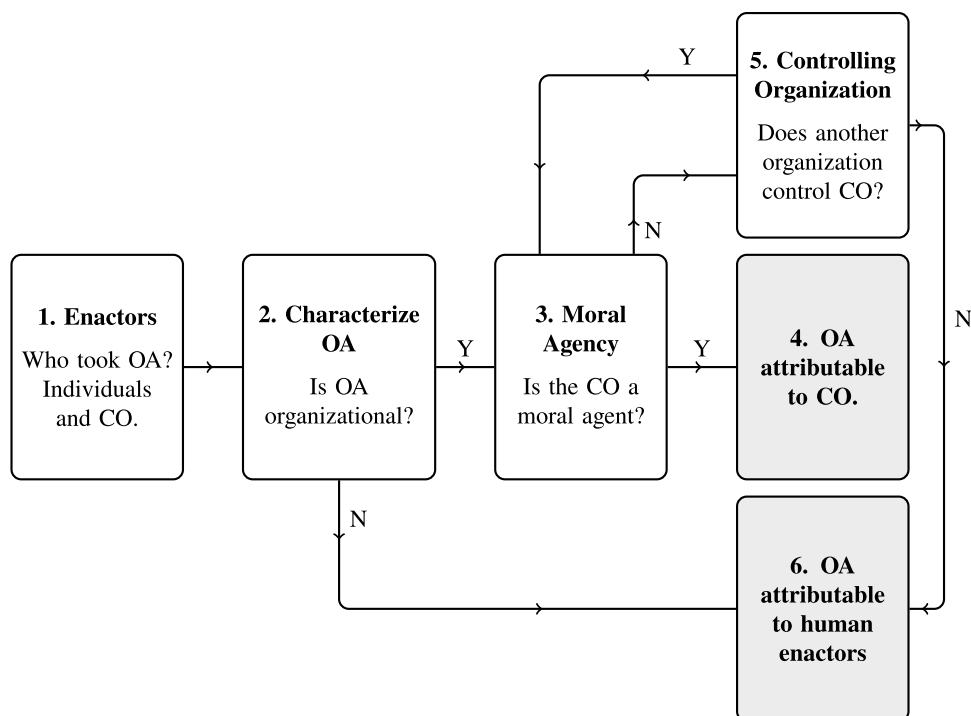 1. Enactors
Who took OA?
Individuals
and CO.
2. Characterize
OA
Is OA
organizational?
Y
N
3. Moral
Agency
Is the CO a
moral agent?
Y
N
4. OA
attributable
to CO.
5. Controlling
Organization
Does another
organization
control CO?
Y
N
6. OA
attributable
to human
enactors